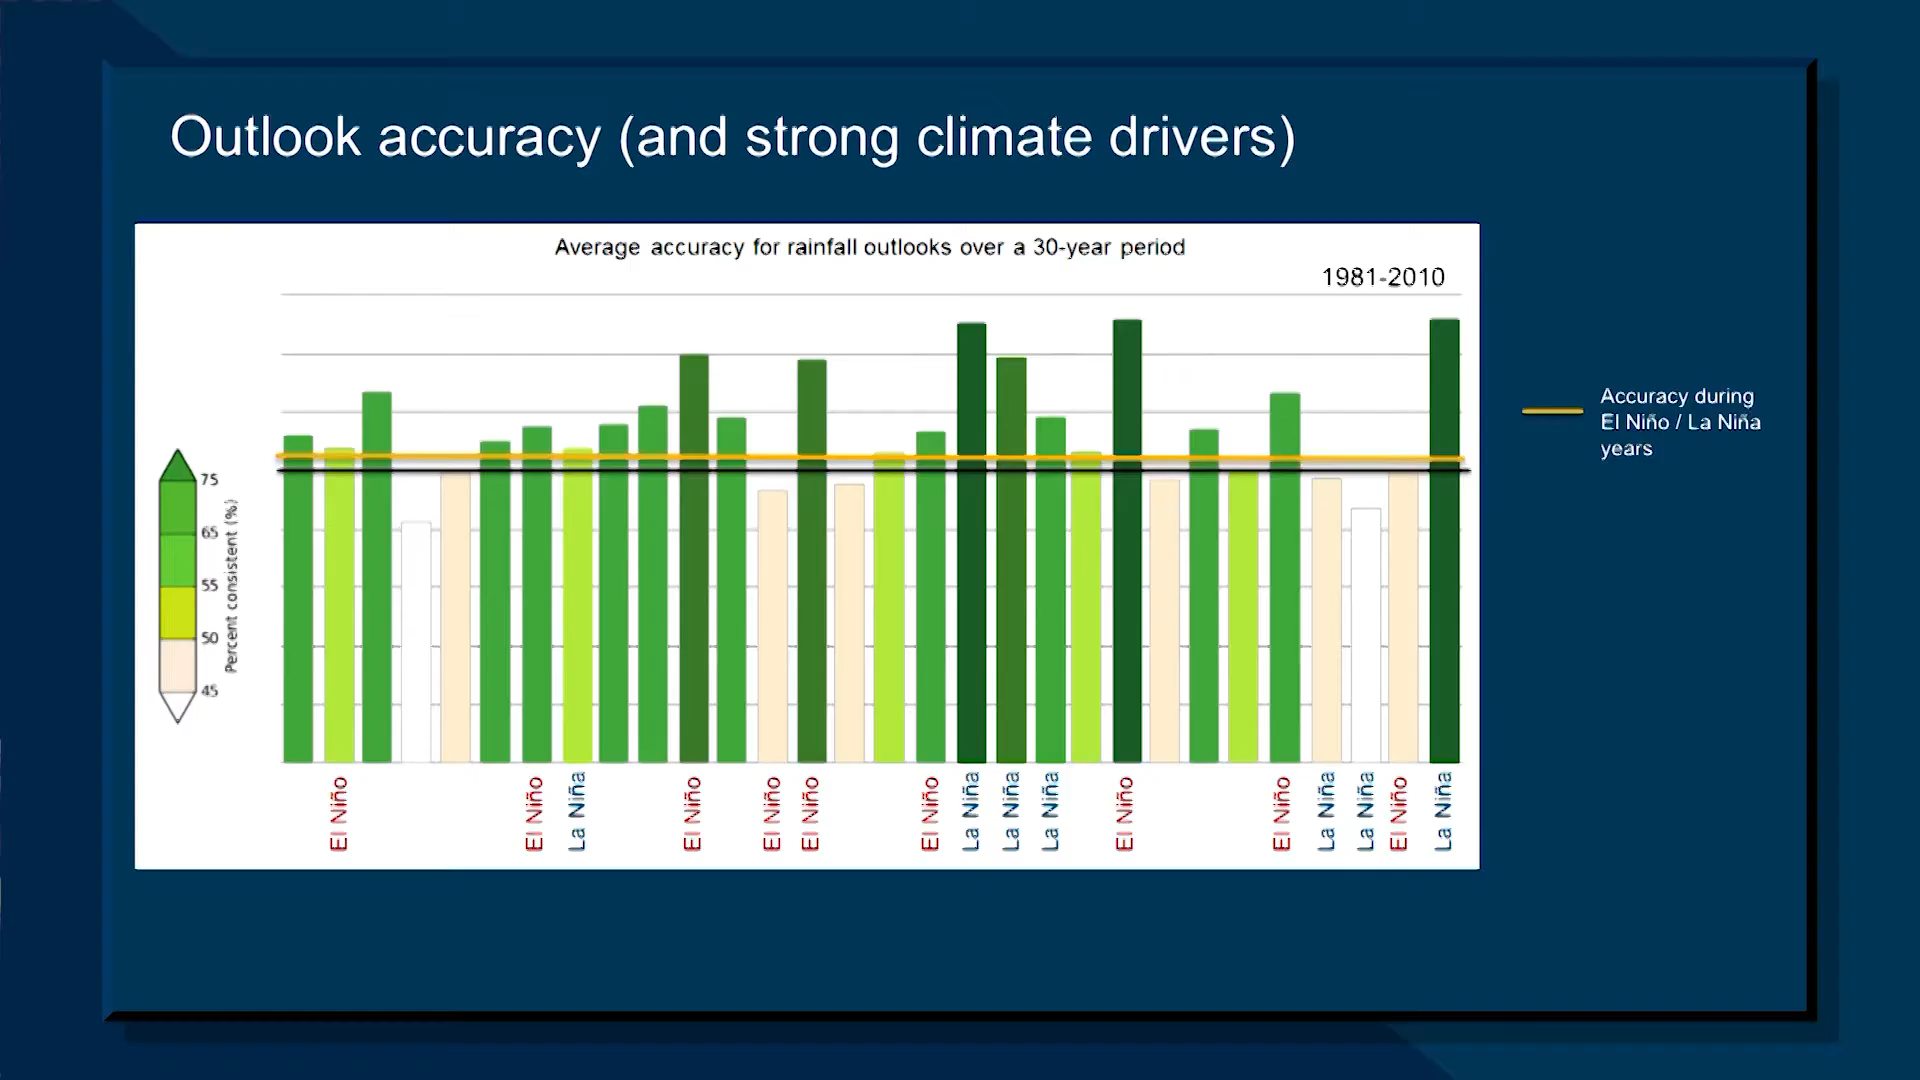 Outlook accuracy (and strong climate drivers)
Average accuracy for rainfall outlooks over a 30-year period
1981-2010
Accuracy during
El Niño / La Niña
years
75
65
55
50
45
Percent consistent (%)
El Niño
El Niño
La Niña
El Niño
El Niño
El Niño
El Niño
La Niña
La Niña
La Niña
El Niño
El Niño
La Niña
La Niña
El Niño
La Niña